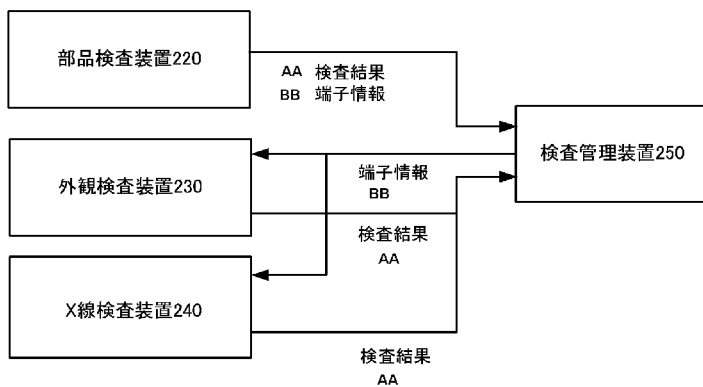 部品検査装置220
AA 検査結果
BB 端子情報
検査管理装置250
外観検査装置230
端子情報
BB
検査結果
AA
X線検査装置240
検査結果
AA